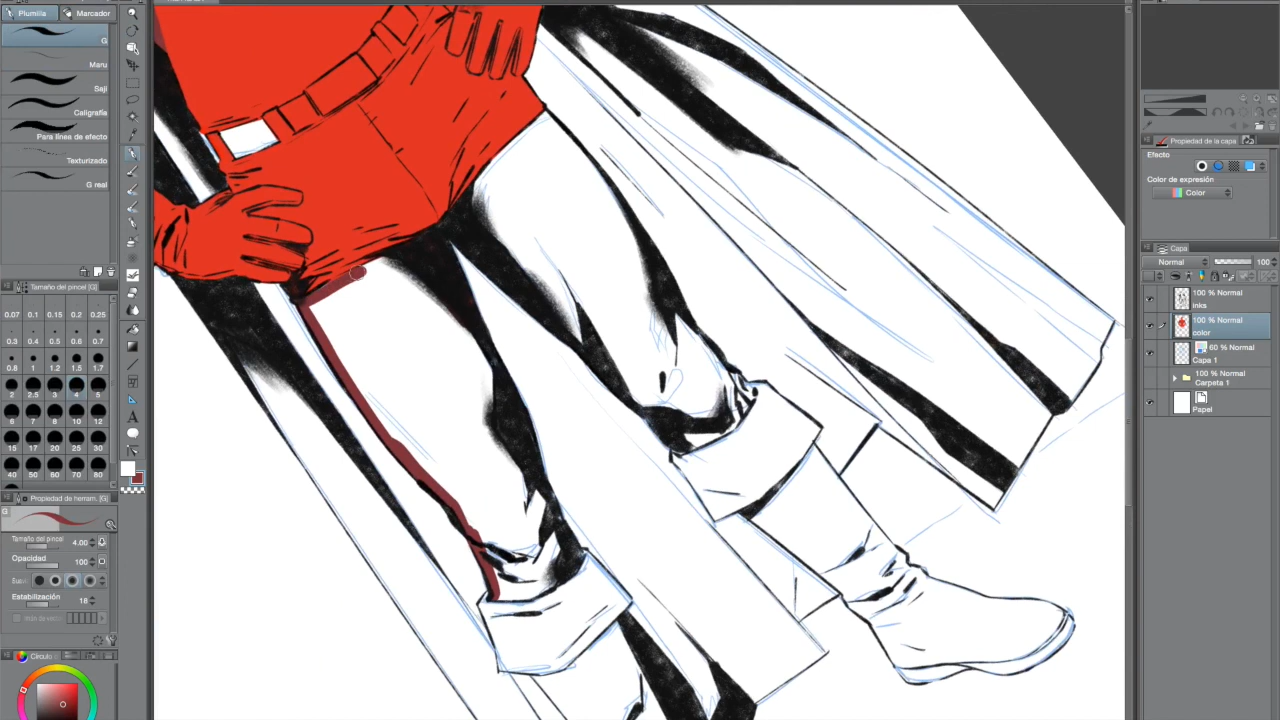 Plumilla Marcador
G
Maru
Saji
Caligrafía
Para línea de efecto
Texturizado
G real
Tamaño del pincel [G]
0.07 0.1 0.15 0.2 0.25
0.3 0.4 0.5 0.6 0.7
0.8 1 1.2 1.5 1.7
2 2.5 3 4 5
6 7 8 10 12
15 17 20 25 30
40 50 60 70 80
Propiedad de herram. [G]
G
Tamaño del pincel 4.00
Opacidad 100
Suavi
Estabilización 18
Círculo
Propiedad de la capa
Efecto
Color de expresión
Color
Capa
Normal 100
100 % Normal
inks
100 % Normal
color
60 % Normal
Capa 1
100 % Normal
Carpeta 1
Papel